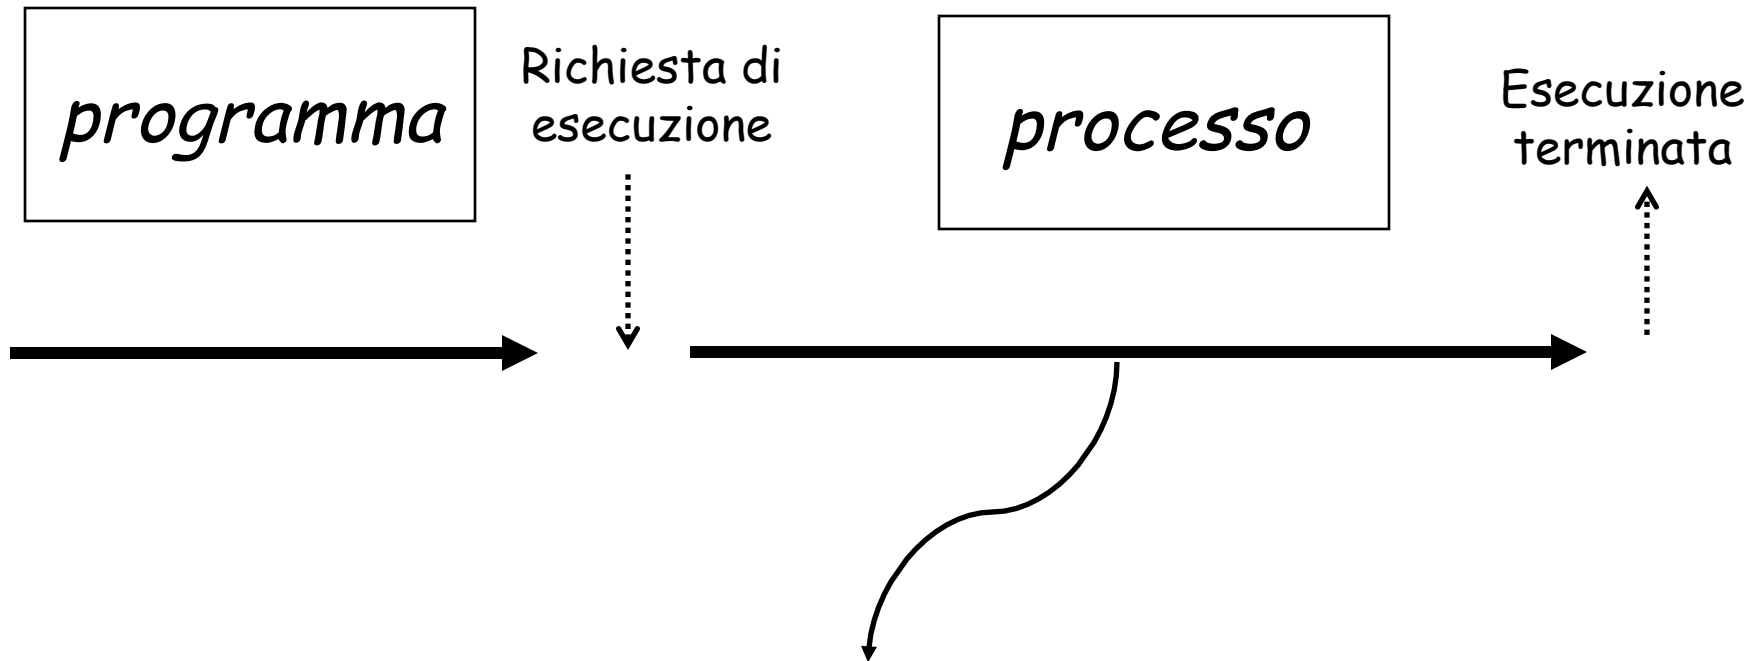 programma
Richiesta di
esecuzione
processo
Esecuzione
terminata